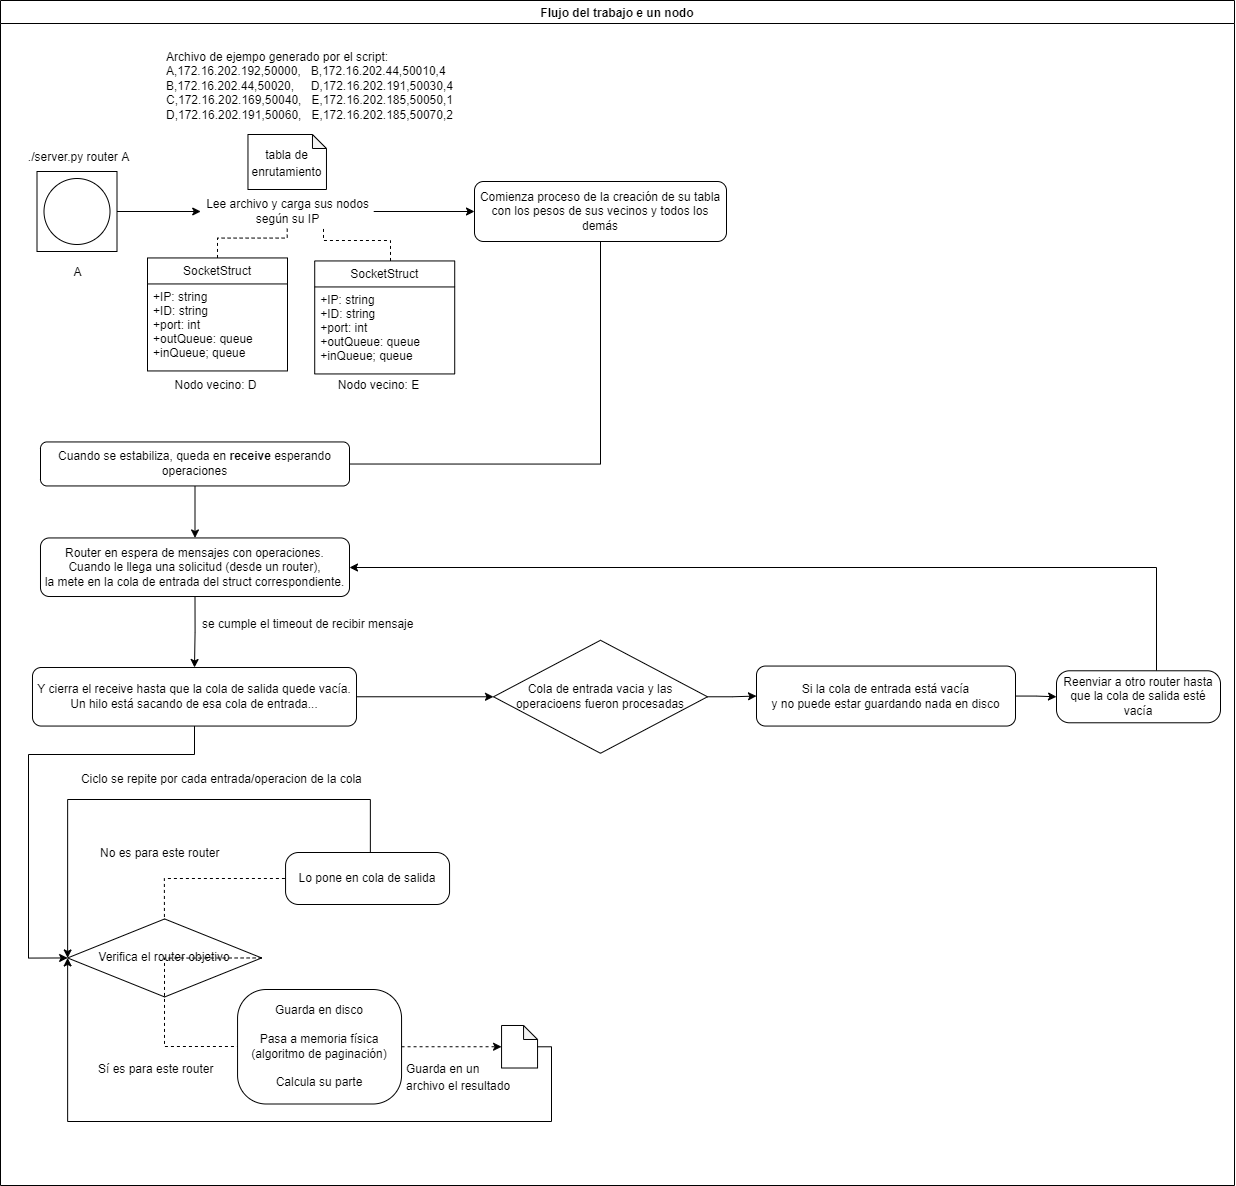 Flujo del trabajo e un nodo
Archivo de ejempo generado por el script:
A,172.16.202.192,50000, B,172.16.202.44,50010,4
B,172.16.202.44,50020, D,172.16.202.191,50030,4
C,172.16.202.169,50040, E,172.16.202.185,50050,1
D,172.16.202.191,50060, E,172.16.202.185,50070,2
./server.py router A
A
tabla de
enrutamiento
Lee archivo y carga sus nodos
según su IP
Comienza proceso de la creación de su tabla
con los pesos de sus vecinos y todos los
demás
SocketStruct
+IP: string
+ID: string
+port: int
+outQueue: queue
+inQueue; queue
Nodo vecino: D
SocketStruct
+IP: string
+ID: string
+port: int
+outQueue: queue
+inQueue; queue
Nodo vecino: E
Cuando se estabiliza, queda en receive esperando
operaciones
Router en espera de mensajes con operaciones.
Cuando le llega una solicitud (desde un router),
la mete en la cola de entrada del struct correspondiente.
se cumple el timeout de recibir mensaje
Y cierra el receive hasta que la cola de salida quede vacía.
Un hilo está sacando de esa cola de entrada...
Cola de entrada vacia y las
operacioens fueron procesadas
Si la cola de entrada está vacía
y no puede estar guardando nada en disco
Reenviar a otro router hasta
que la cola de salida esté
vacía
Ciclo se repite por cada entrada/operacion de la cola
No es para este router
Lo pone en cola de salida
Verifica el router objetivo
Sí es para este router
Guarda en disco
Pasa a memoria física
(algoritmo de paginación)
Calcula su parte
Guarda en un
archivo el resultado